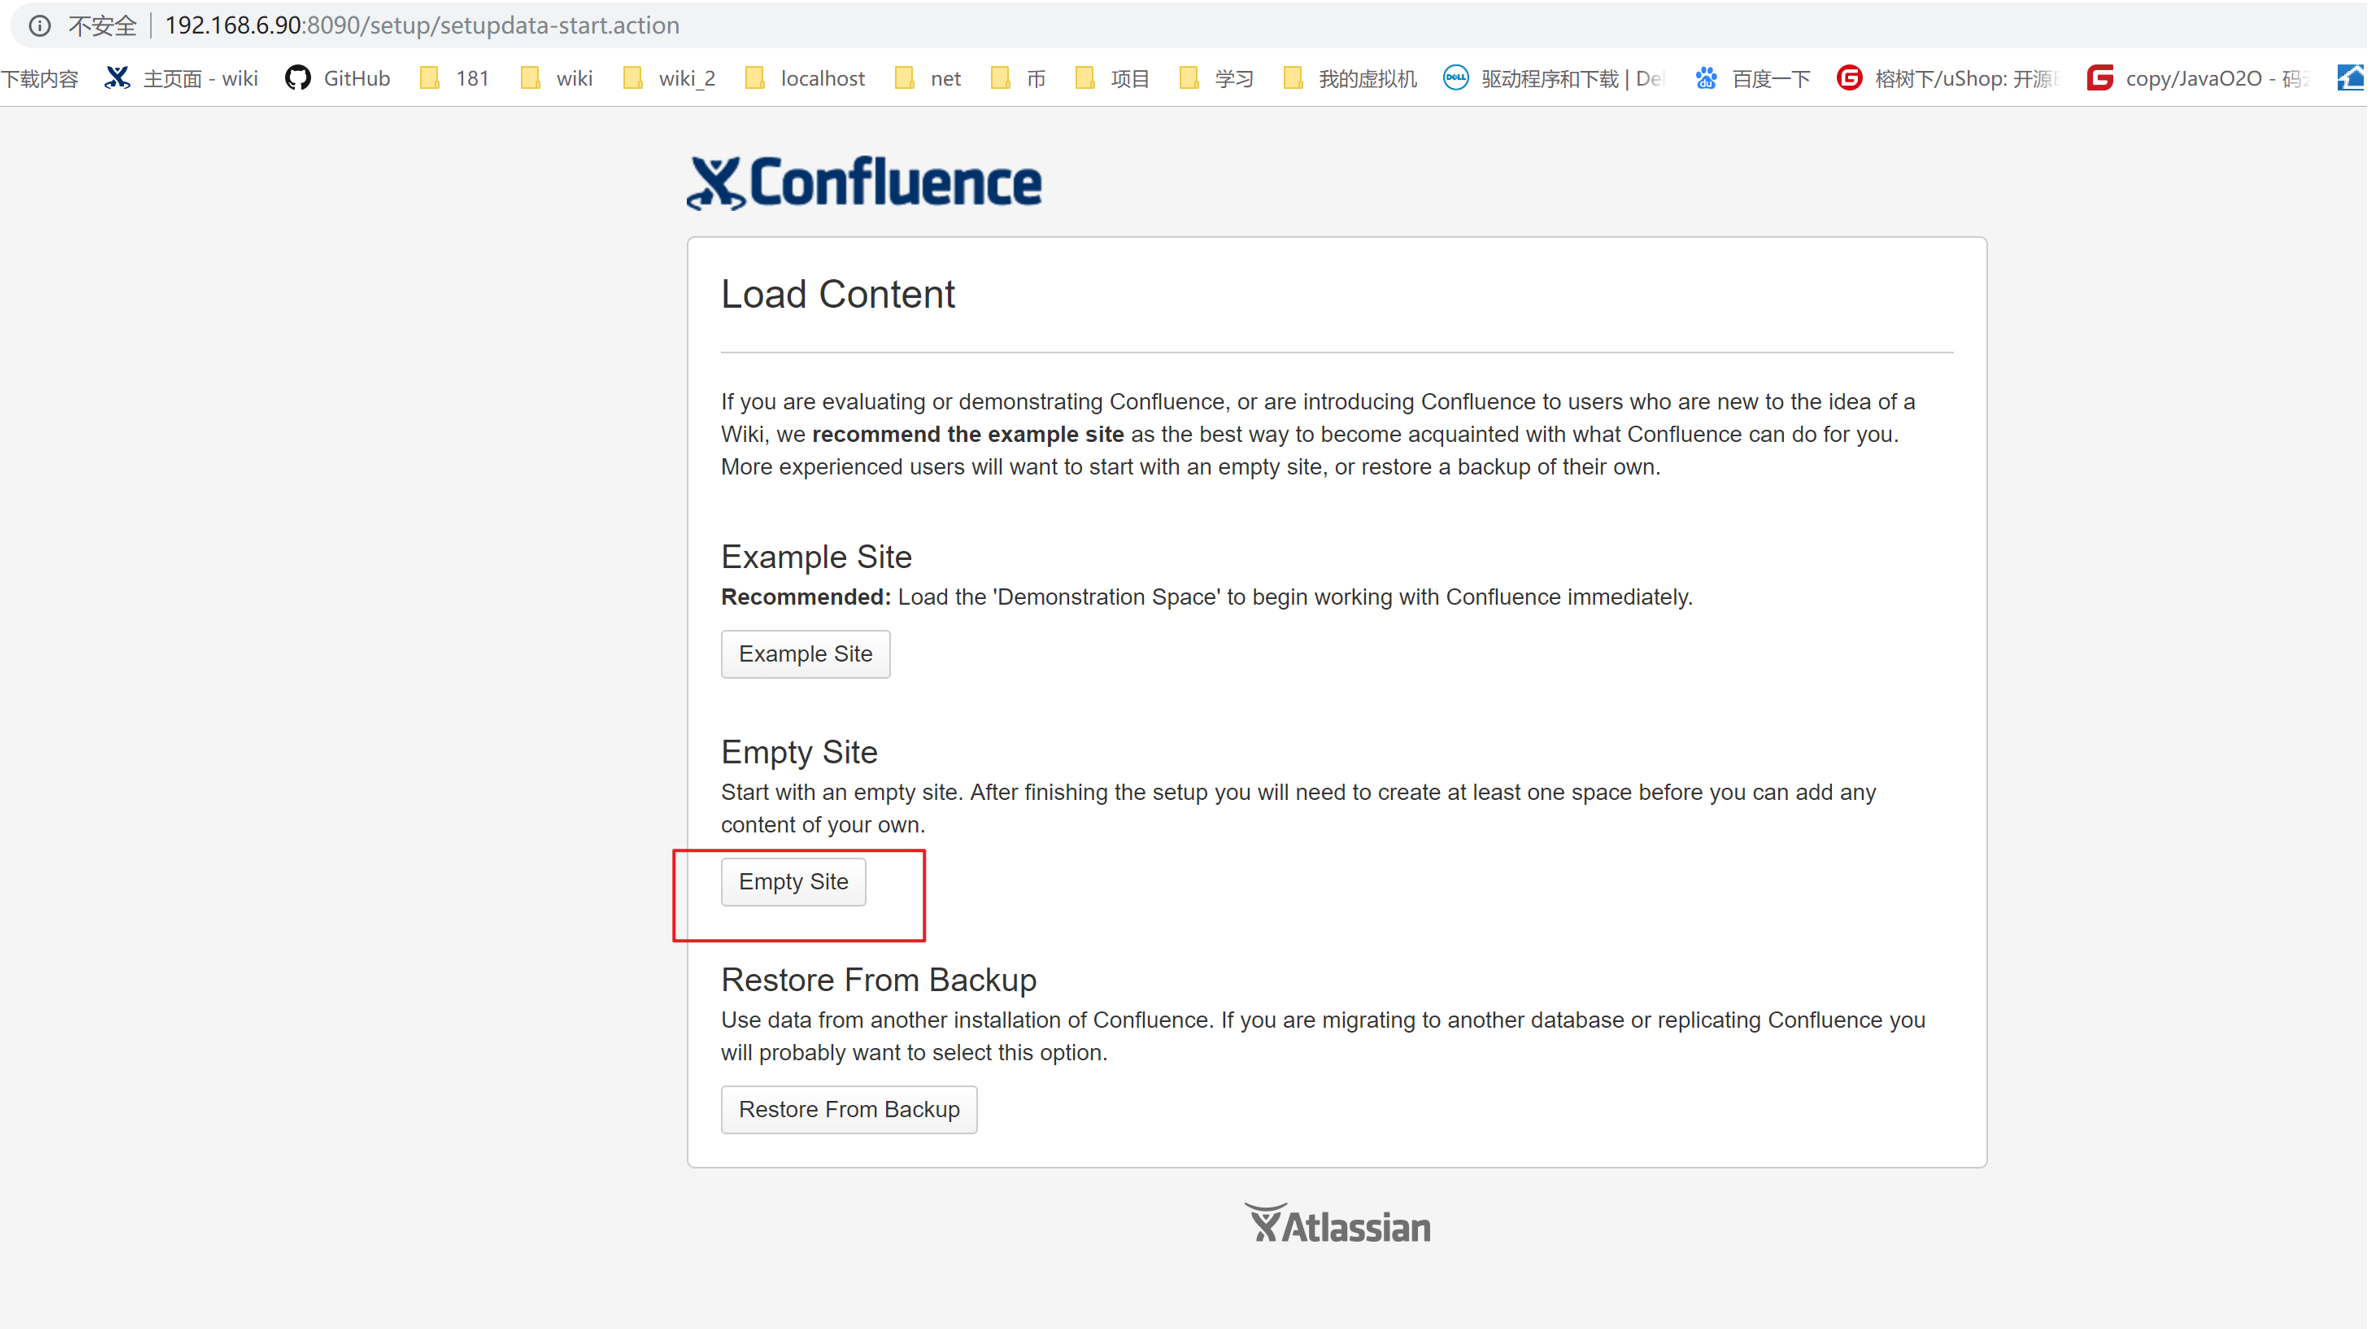 不安全 192.168.6.90:8090/setup/setupdata-start.action
下载内容 主页面 - wiki GitHub 181 wiki wiki_2 localhost net 币 项目 学习 我的虚拟机 驱动程序和下载 | De 百度一下 榕树下/uShop: 开源 copy/JavaO2O - 码
Confluence
Load Content
If you are evaluating or demonstrating Confluence, or are introducing Confluence to users who are new to the idea of a
Wiki, we recommend the example site as the best way to become acquainted with what Confluence can do for you.
More experienced users will want to start with an empty site, or restore a backup of their own.
Example Site
Recommended: Load the 'Demonstration Space' to begin working with Confluence immediately.
Example Site
Empty Site
Start with an empty site. After finishing the setup you will need to create at least one space before you can add any
content of your own.
Empty Site
Restore From Backup
Use data from another installation of Confluence. If you are migrating to another database or replicating Confluence you
will probably want to select this option.
Restore From Backup
Atlassian